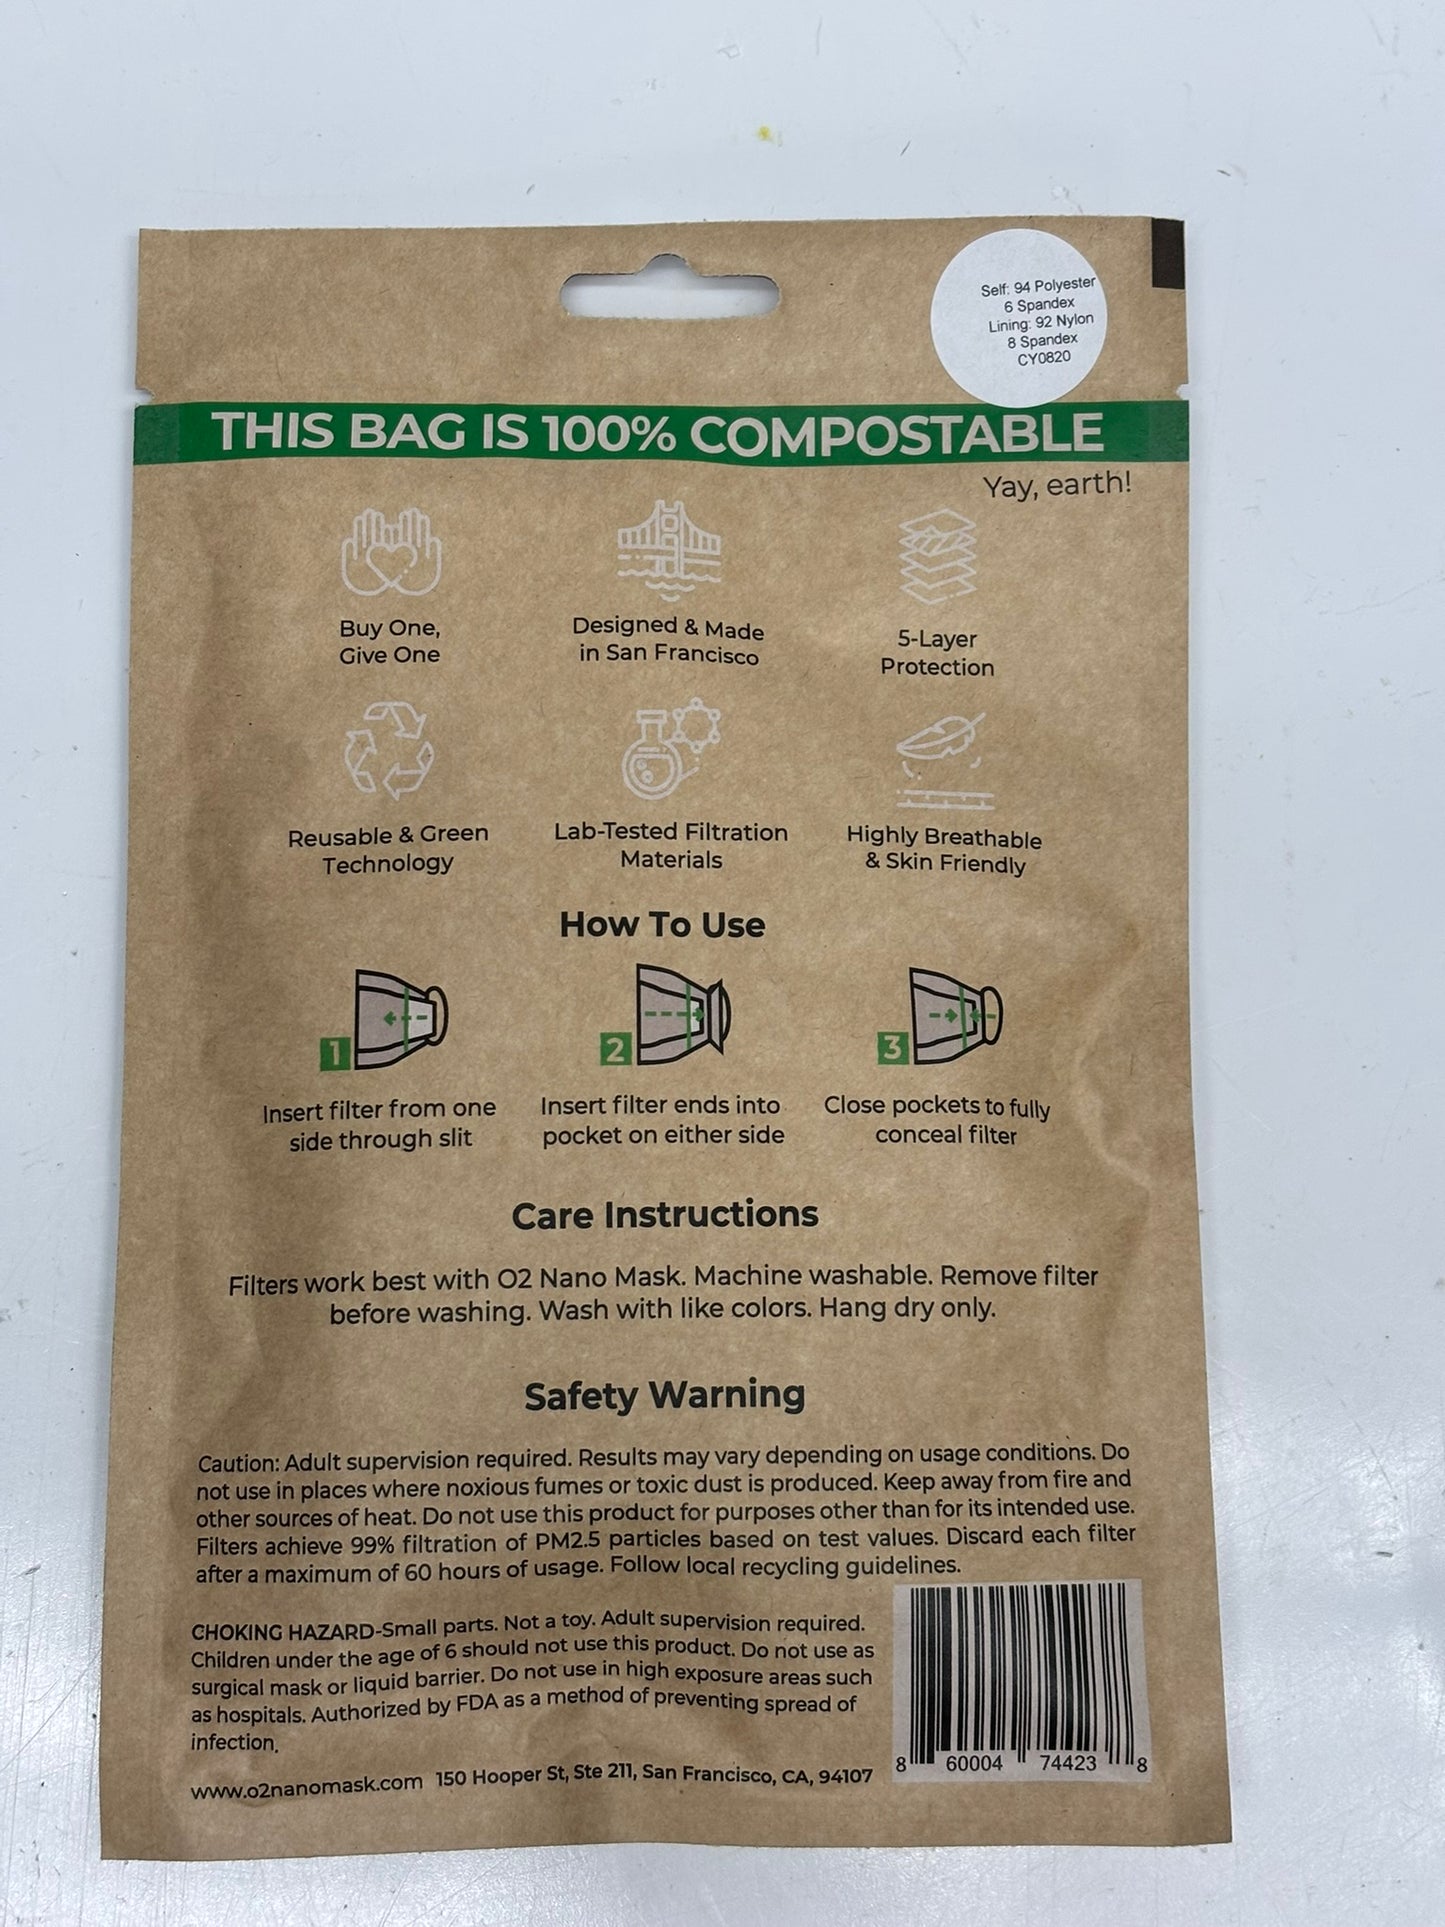 Self: 94 Polyester
6 Spandex
Lining: 92 Nylon
8 Spandex
CY0820
THIS BAG IS 100% COMPOSTABLE
Yay, earth!
Buy One,
Give One
Designed & Made
in San Francisco
5-Layer
Protection
Reusable & Green
Technology
Lab-Tested Filtration
Materials
Highly Breathable
& Skin Friendly
How To Use
1
Insert filter from one
side through slit
2
Insert filter ends into
pocket on either side
3
Close pockets to fully
conceal filter
Care Instructions
Filters work best with O2 Nano Mask. Machine washable. Remove filter
before washing. Wash with like colors. Hang dry only.
Safety Warning
Caution: Adult supervision required. Results may vary depending on usage conditions. Do
not use in places where noxious fumes or toxic dust is produced. Keep away from fire and
other sources of heat. Do not use this product for purposes other than for its intended use.
Filters achieve 99% filtration of PM2.5 particles based on test values. Discard each filter
after a maximum of 60 hours of usage. Follow local recycling guidelines.
CHOKING HAZARD-Small parts. Not a toy. Adult supervision required.
Children under the age of 6 should not use this product. Do not use as
surgical mask or liquid barrier. Do not use in high exposure areas such
as hospitals. Authorized by FDA as a method of preventing spread of
infection.
www.o2nanomask.com 150 Hooper St, Ste 211, San Francisco, CA, 94107
8 60004 74423 8